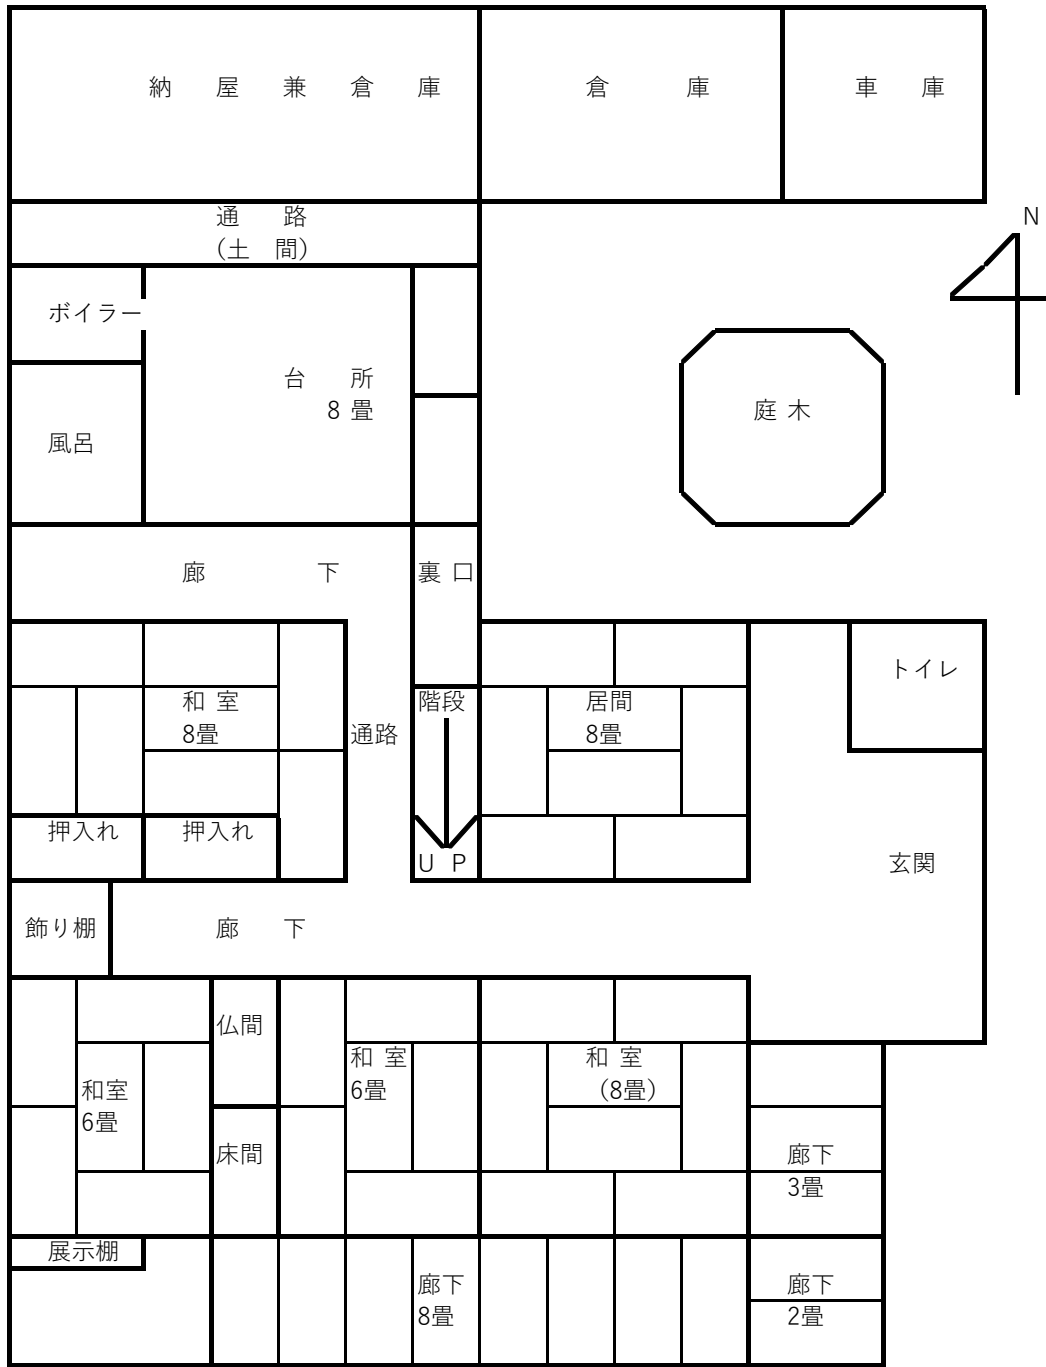 納　屋　兼　倉　庫
倉　　庫
車　庫
通　路
（土　間）
N
ボイラー
台　所
8 畳
庭 木
風呂
廊　　　下
裏 口
トイレ
和 室
8畳
階段
居間
8畳
通路
押入れ
押入れ
U P
玄関
飾り棚
廊　下
仏間
和 室
6畳
和 室
（8畳）
和室
6畳
床間
廊下
3畳
展示棚
廊下
8畳
廊下
2畳